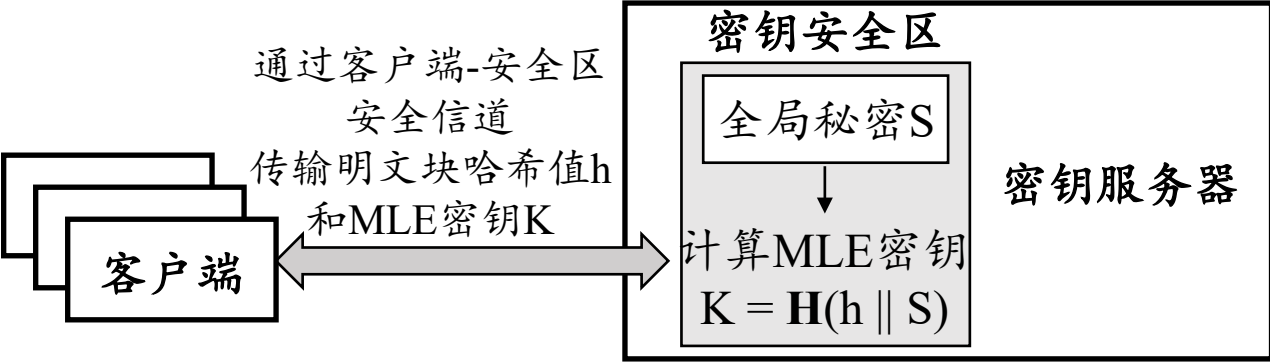 通过客户端-安全区
安全信道
传输明文块哈希值h
和MLE密钥K
客户端
密钥安全区
全局秘密S
计算MLE密钥
K = H(h || S)
密钥服务器